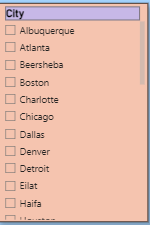 City
Albuquerque
Atlanta
Beersheba
Boston
Charlotte
Chicago
Dallas
Denver
Detroit
Eilat
Haifa